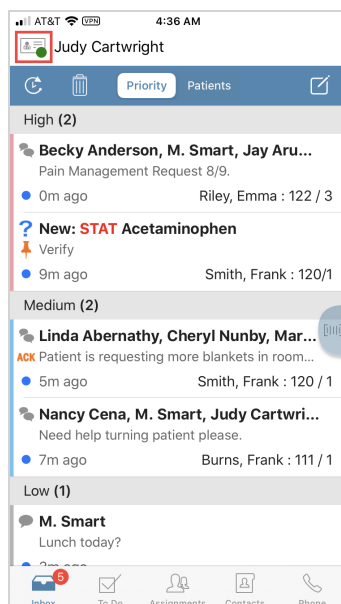 AT&T VPN 4:36 AM
Judy Cartwright
Priority Patients
High (2)
Becky Anderson, M. Smart, Jay Aru...
Pain Management Request 8/9.
0m ago Riley, Emma : 122 / 3
? New: STAT Acetaminophen
Verify
9m ago Smith, Frank : 120/1
Medium (2)
Linda Abernathy, Cheryl Nunby, Mar...
ACK Patient is requesting more blankets in room...
5m ago Smith, Frank : 120 / 1
Nancy Cena, M. Smart, Judy Cartwri...
Need help turning patient please.
7m ago Burns, Frank : 111 / 1
Low (1)
M. Smart
Lunch today?
2m ago
5
Inbox To Do Assignments Contacts Phone